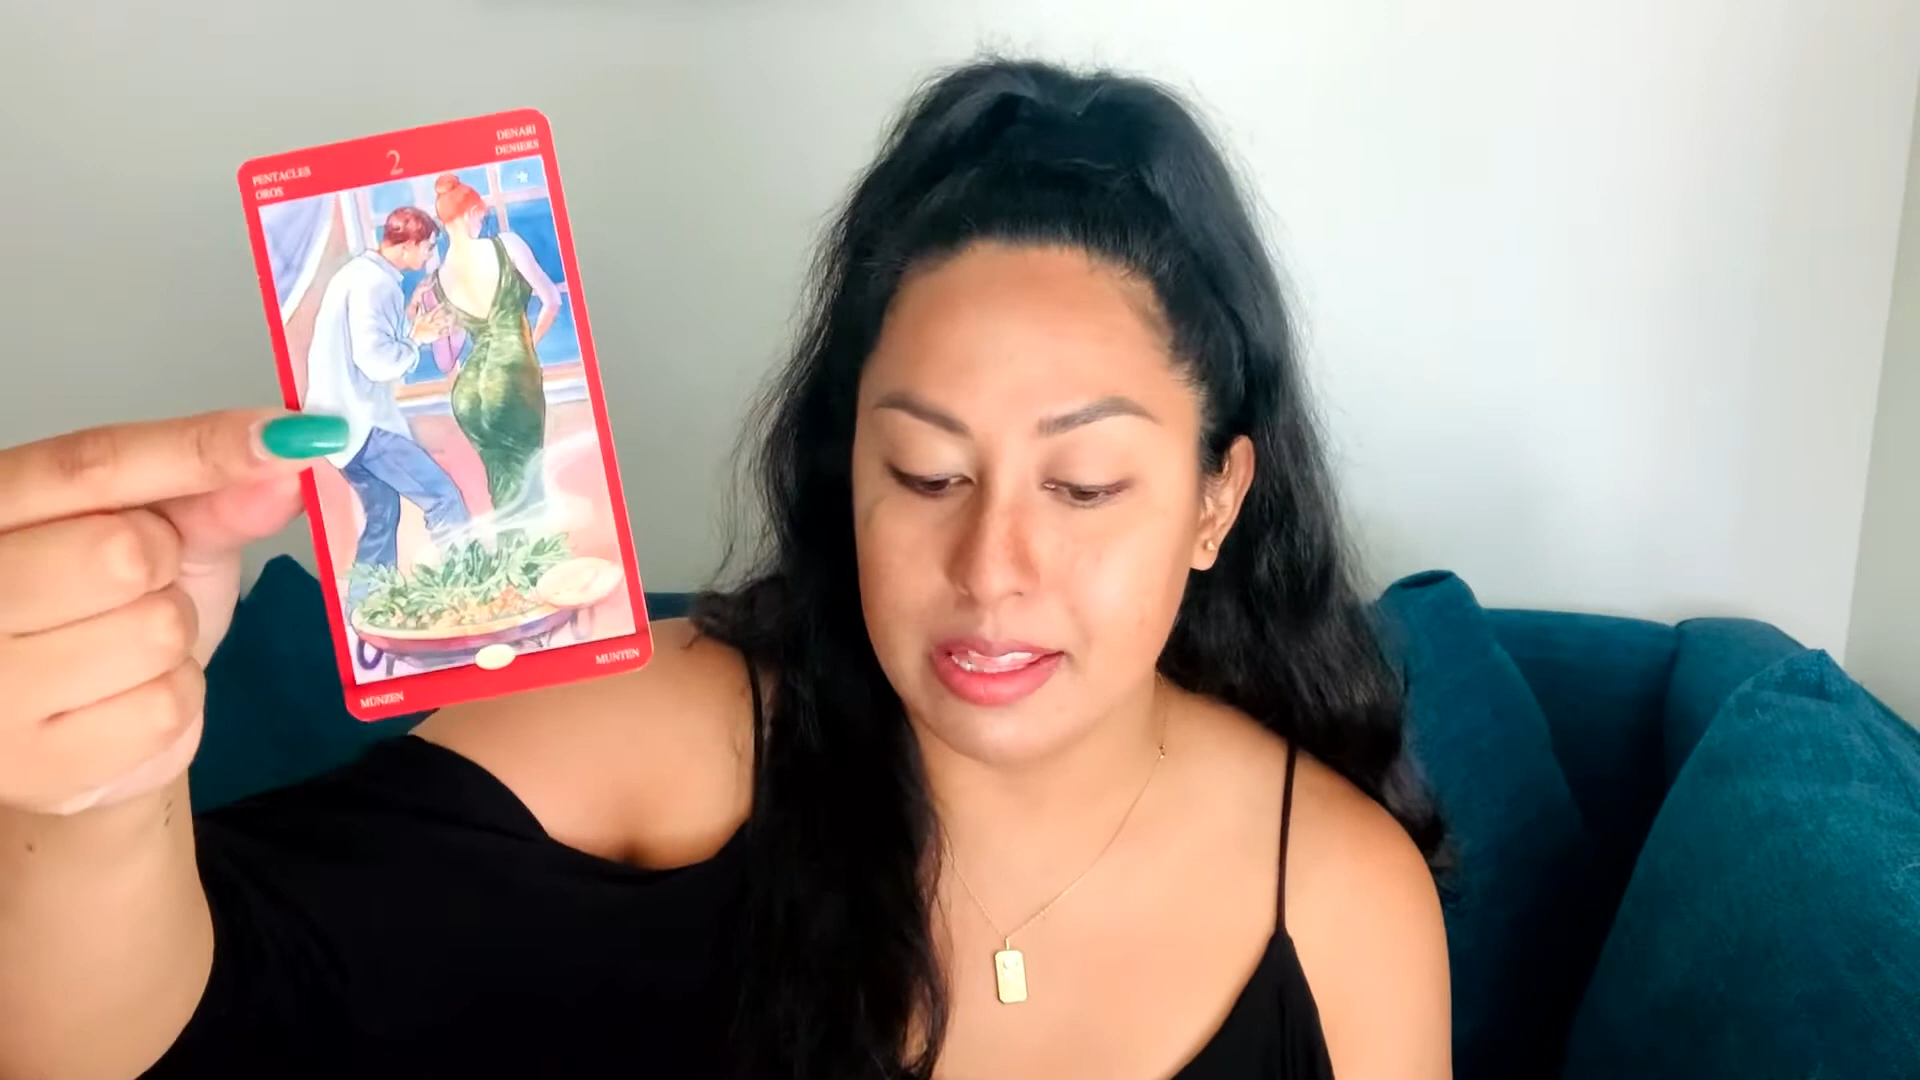 PENTACLES
OROS
2
DENARI
DENIERS
MÜNZEN
MUNTEN